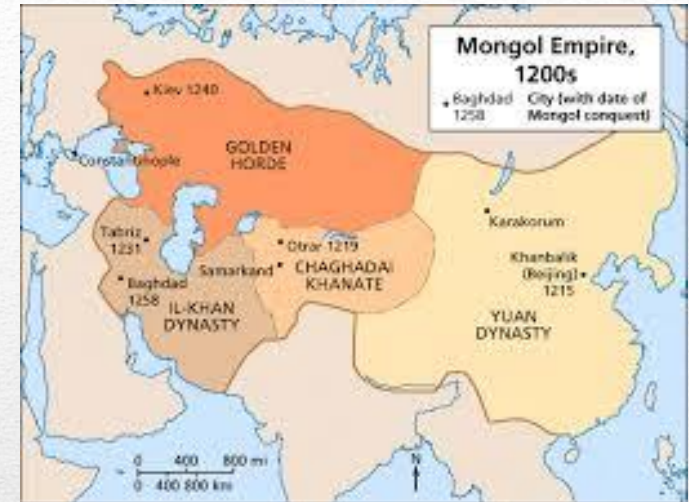 Mongol Empire,
1200s
Baghdad
1258
City (with date of
Mongol conquest)
Kiev 1240
GOLDEN
HORDE
Constantinople
Karakorum
Tabriz
1231
Otrar 1219
Samarkand
CHAGHADAI
KHANATE
Khanbalik
(Beijing)
1215
Baghdad
1258
IL-KHAN
DYNASTY
YUAN
DYNASTY
0 400 800 mi
0 400 800 km
N